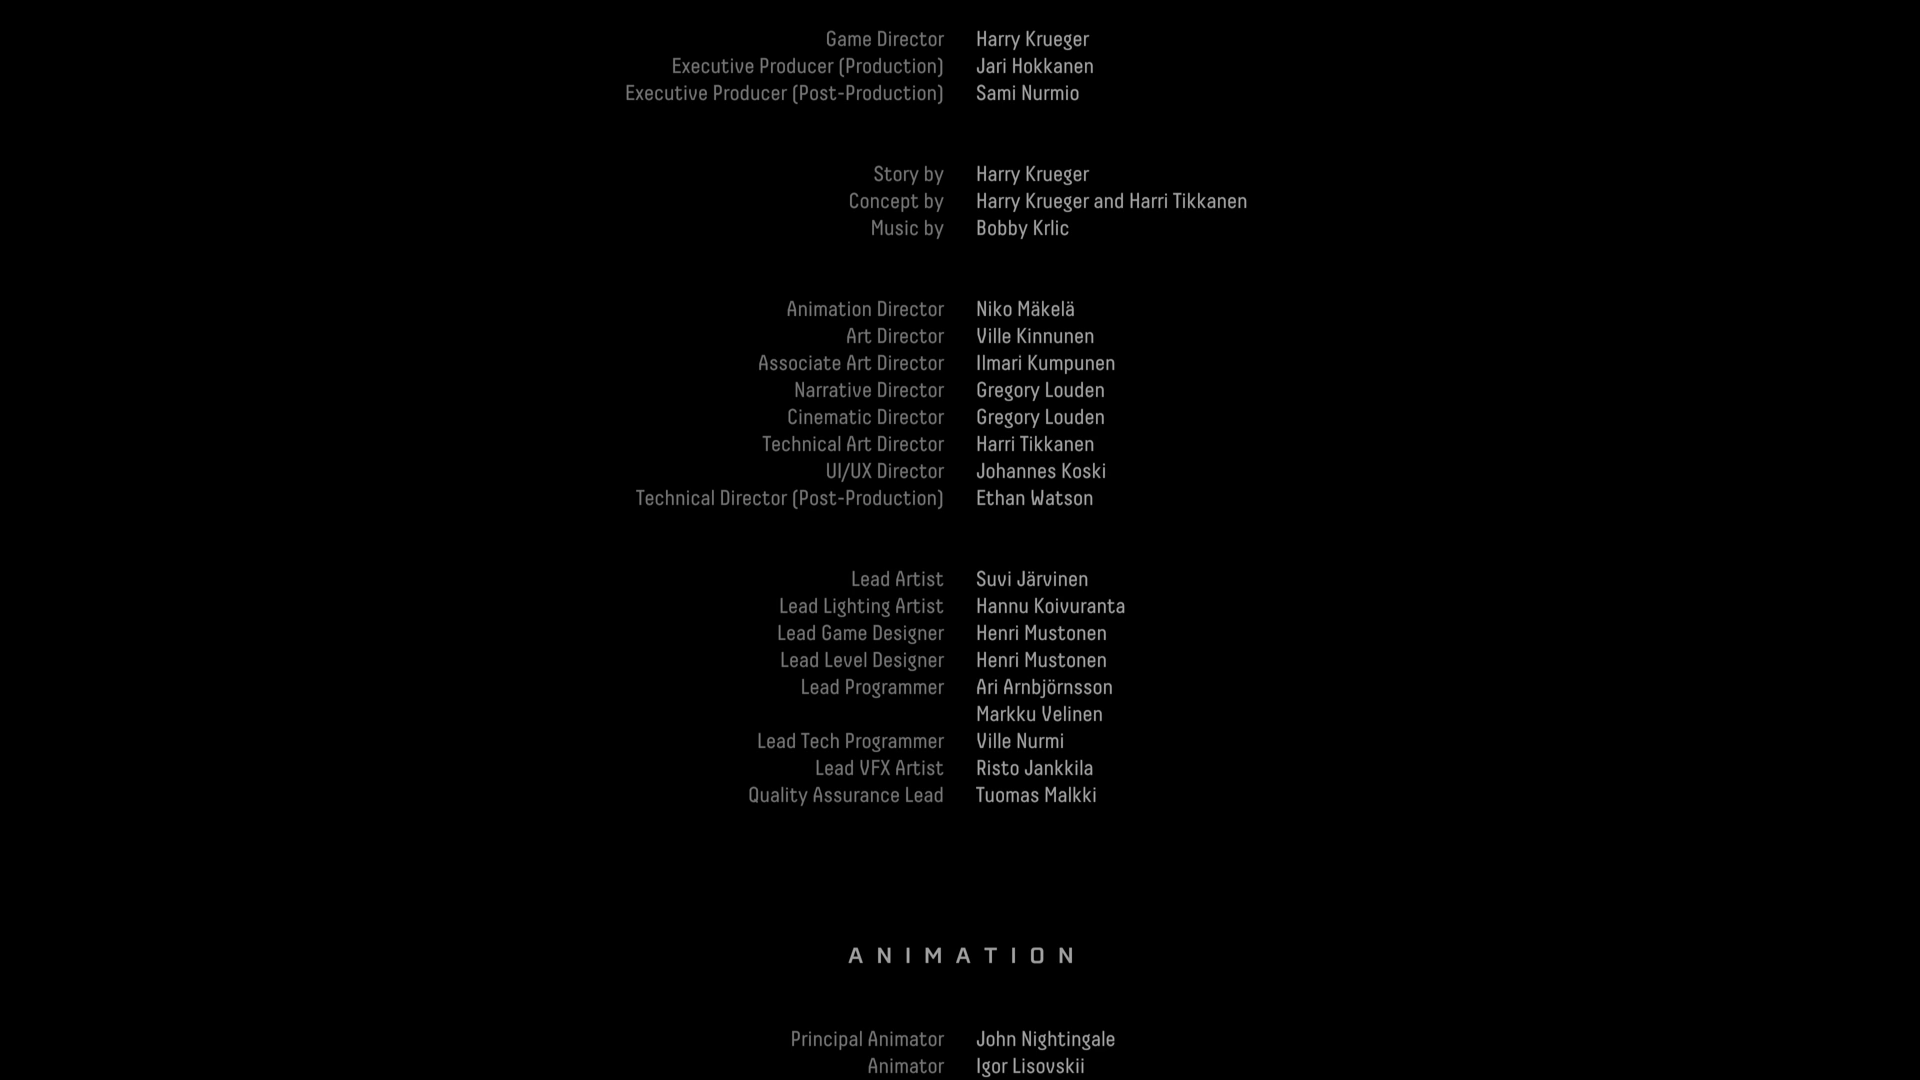 Game Director Harry Krueger
Executive Producer (Production) Jari Hokkanen
Executive Producer (Post-Production) Sami Nurmio
Story by Harry Krueger
Concept by Harry Krueger and Harri Tikkanen
Music by Bobby Krlic
Animation Director Niko Mäkelä
Art Director Ville Kinnunen
Associate Art Director Ilmari Kumpunen
Narrative Director Gregory Louden
Cinematic Director Gregory Louden
Technical Art Director Harri Tikkanen
UI/UX Director Johannes Koski
Technical Director (Post-Production) Ethan Watson
Lead Artist Suvi Järvinen
Lead Lighting Artist Hannu Koivuranta
Lead Game Designer Henri Mustonen
Lead Level Designer Henri Mustonen
Lead Programmer Ari Arnbjörnsson
Markku Velinen
Lead Tech Programmer Ville Nurmi
Lead VFX Artist Risto Jankkila
Quality Assurance Lead Tuomas Malkki
ANIMATION
Principal Animator John Nightingale
Animator Igor Lisovskii